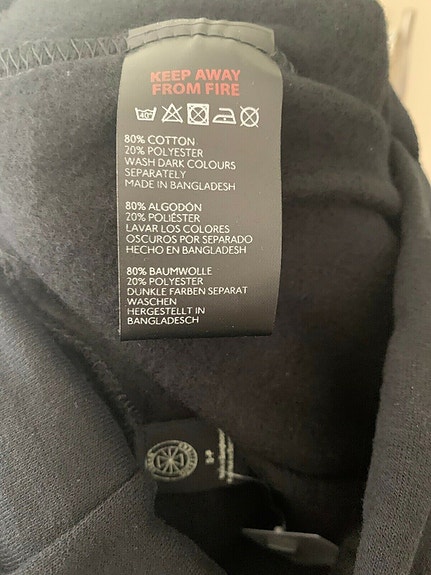 KEEP AWAY
FROM FIRE
40°
80% COTTON
20% POLYESTER
WASH DARK COLOURS
SEPARATELY
MADE IN BANGLADESH
80% ALGODÓN
20% POLIÉSTER
LAVAR LOS COLORES
OSCUROS POR SEPARADO
HECHO EN BANGLADESH
80% BAUMWOLLE
20% POLYESTER
DUNKLE FARBEN SEPARAT
WASCHEN
HERGESTELLT IN
BANGLADESCH